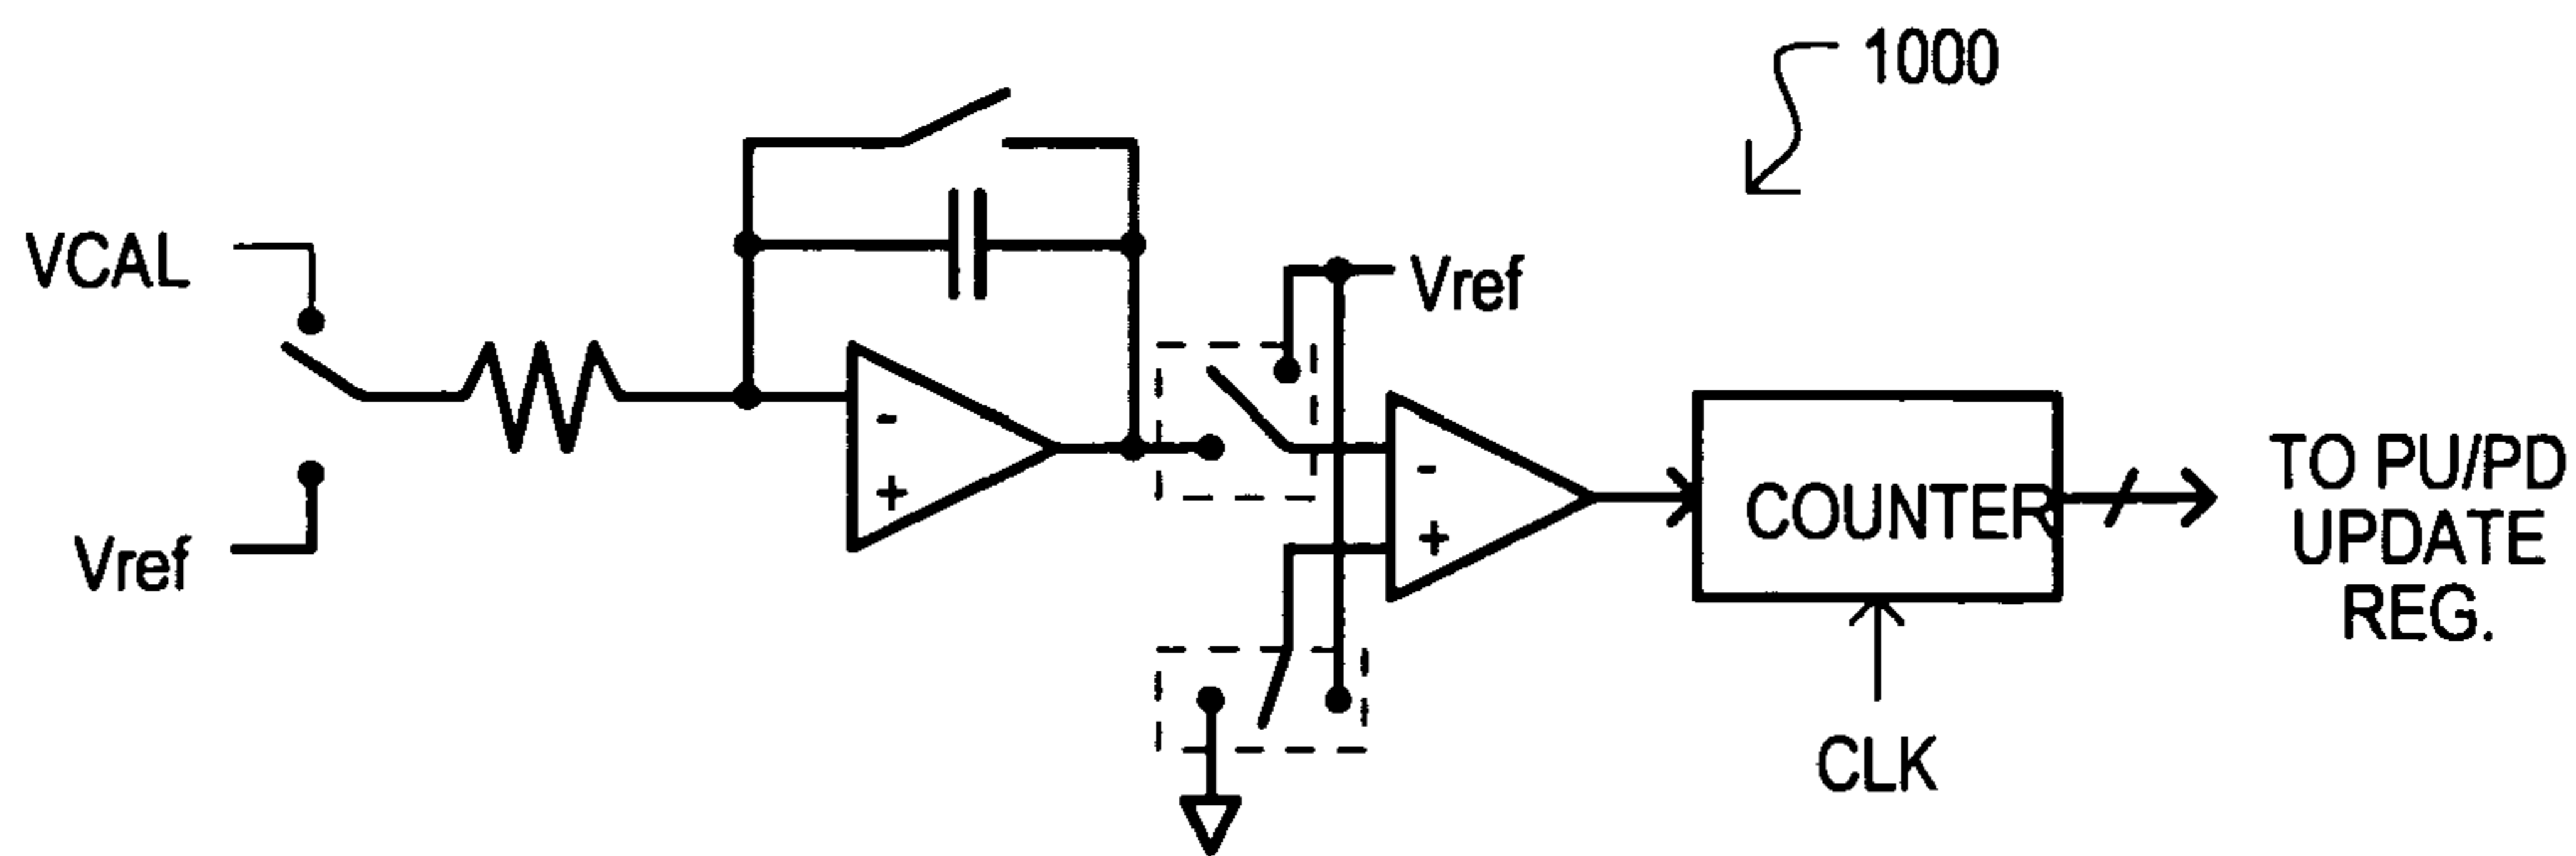 1000
VCAL
Vref
Vref
-
+
-
+
COUNTER
CLK
TO PU/PD
UPDATE
REG.